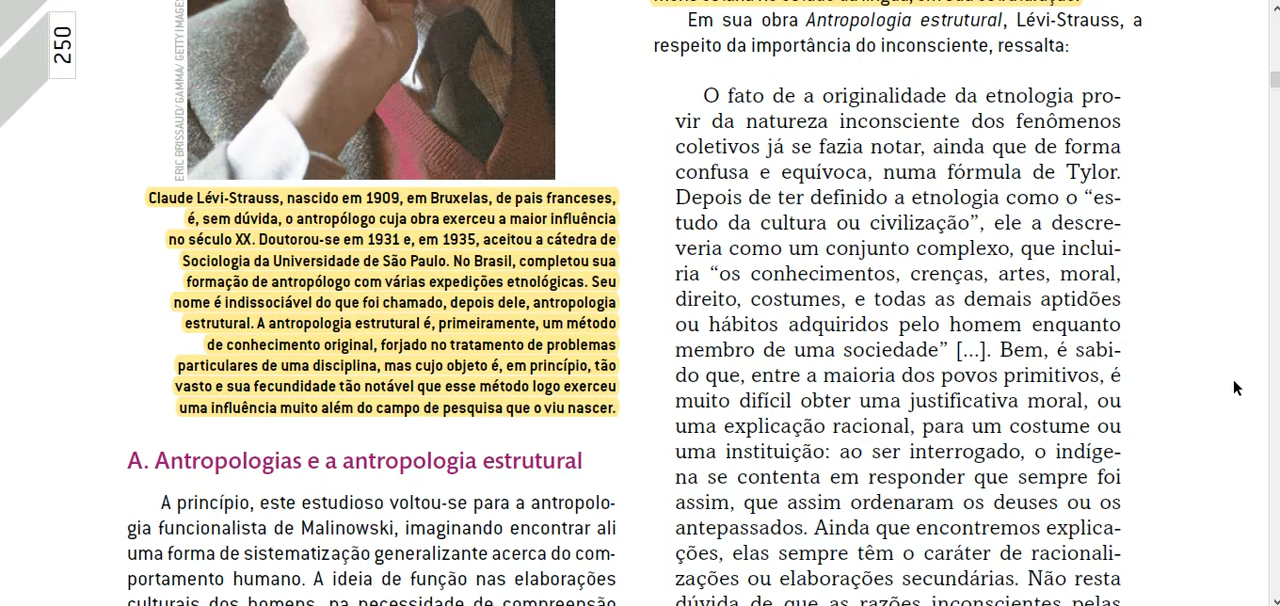 250
ERIC BRISSAUD/GAMMA/ GETTY IMAGES
Claude Lévi-Strauss, nascido em 1909, em Bruxelas, de pais franceses,
é, sem dúvida, o antropólogo cuja obra exerceu a maior influência
no século XX. Doutorou-se em 1931 e, em 1935, aceitou a cátedra de
Sociologia da Universidade de São Paulo. No Brasil, completou sua
formação de antropólogo com várias expedições etnológicas. Seu
nome é indissociável do que foi chamado, depois dele, antropologia
estrutural. A antropologia estrutural é, primeiramente, um método
de conhecimento original, forjado no tratamento de problemas
particulares de uma disciplina, mas cujo objeto é, em princípio, tão
vasto e sua fecundidade tão notável que esse método logo exerceu
uma influência muito além do campo de pesquisa que o viu nascer.
A. Antropologias e a antropologia estrutural
A princípio, este estudioso voltou-se para a antropolo-
gia funcionalista de Malinowski, imaginando encontrar ali
uma forma de sistematização generalizante acerca do com-
portamento humano. A ideia de função nas elaborações
culturais dos homens, na necessidade de compreensão
Em sua obra Antropologia estrutural, Lévi-Strauss, a
respeito da importância do inconsciente, ressalta:
O fato de a originalidade da etnologia pro-
vir da natureza inconsciente dos fenômenos
coletivos já se fazia notar, ainda que de forma
confusa e equívoca, numa fórmula de Tylor.
Depois de ter definido a etnologia como o “es-
tudo da cultura ou civilização”, ele a descre-
veria como um conjunto complexo, que inclui-
ria “os conhecimentos, crenças, artes, moral,
direito, costumes, e todas as demais aptidões
ou hábitos adquiridos pelo homem enquanto
membro de uma sociedade” [...]. Bem, é sabi-
do que, entre a maioria dos povos primitivos, é
muito difícil obter uma justificativa moral, ou
uma explicação racional, para um costume ou
uma instituição: ao ser interrogado, o indíge-
na se contenta em responder que sempre foi
assim, que assim ordenaram os deuses ou os
antepassados. Ainda que encontremos explica-
ções, elas sempre têm o caráter de racionali-
zações ou elaborações secundárias. Não resta
dúvida de que as razões inconscientes pelas